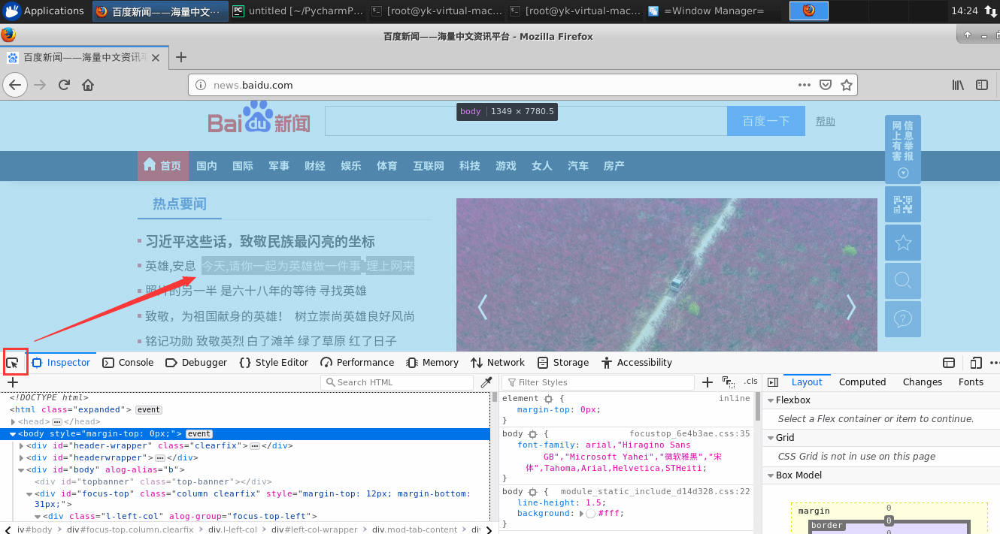 Applications 百度新闻——海量中文··· untitled [~/PycharmP... [root@yk-virtual-mac... [root@yk-virtual-mac... =Window Manager= 14:24
百度新闻——海量中文资讯平台 - Mozilla Firefox
百度新闻——海量中文资讯平
news.baidu.com
body 1349 × 7780.5
Bai du 新闻 百度一下 帮助
网上有害信息举报
首页 国内 国际 军事 财经 娱乐 体育 互联网 科技 游戏 女人 汽车 房产
热点要闻
习近平这些话，致敬民族最闪亮的坐标
英雄,安息 今天,请你一起为英雄做一件事 理上网来
照片的另一半 是六十八年的等待 寻找英雄
致敬，为祖国献身的英雄！ 树立崇尚英雄良好风尚
铭记功勋 致敬英烈 白了滩羊 绿了草原 红了日子
Inspector Console Debugger {} Style Editor Performance Memory Network Storage Accessibility
+ Search HTML Filter Styles + .cls Layout Computed Changes Fonts
<!DOCTYPE html>
<html class="expanded"> event
<head>···</head>
<body style="margin-top: 0px;"> event
<div id="header-wrapper" class="clearfix">···</div>
<div id="headerwrapper">···</div>
<div id="body" alog-alias="b">
<div id="topbanner" class="top-banner"></div>
<div id="focus-top" class="column clearfix" style="margin-top: 12px; margin-bottom:
31px;">
<div class="l-left-col" alog-group="focus-top-left">
iv#body › div#focus-top.column.clearfix › div.l-left-col › div#left-col-wrapper › div.mod-tab-content › di
element { inline
margin-top: 0px;
}
body { focustop_6e4b3ae.css:35
font-family: arial,"Hiragino Sans
GB","Microsoft Yahei","微软雅黑","宋
体",Tahoma,Arial,Helvetica,STHeiti;
}
body { module_static_include_d14d328.css:22
line-height: 1.5;
background: #fff;
}
Flexbox
Select a Flex container or item to continue.
Grid
CSS Grid is not in use on this page
Box Model
margin 0
border 0
0